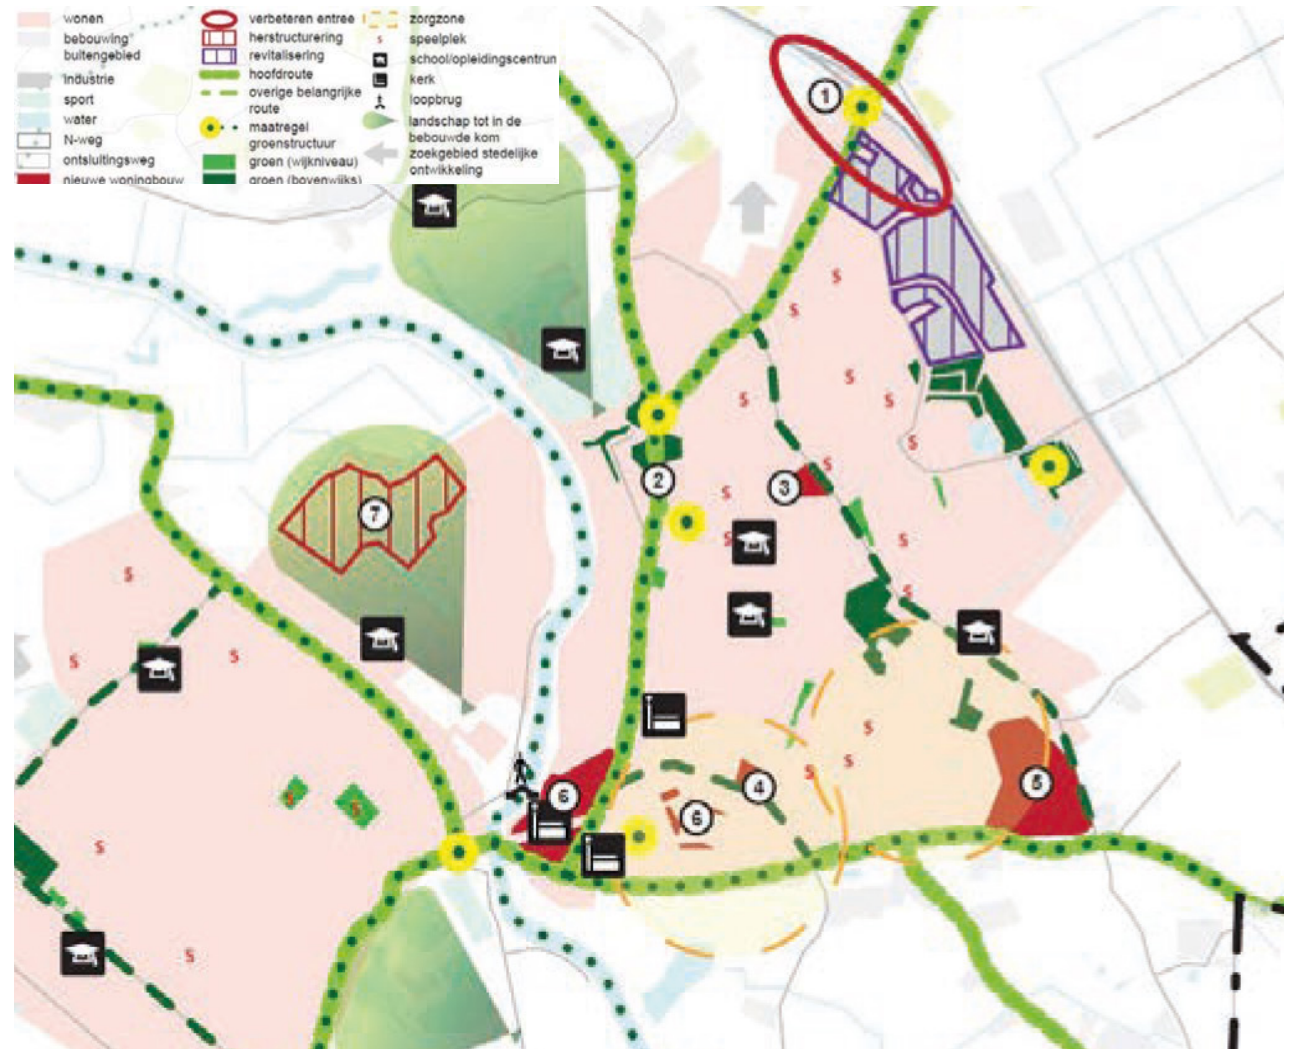 wonen
bebouwing
buitengebied
industrie
sport
water
N-weg
ontsluitingsweg
nieuwe woningbouw
verbeteren entree
herstructurering
revitalisering
hoofdroute
overige belangrijke
route
maatregel
groenstructuur
groen (wijkniveau)
groen (bovenwijks)
zorgzone
s speelplek
school/opleidingscentrun
kerk
loopbrug
landschap tot in de
bebouwde kom
zoekgebied stedelijke
ontwikkeling
1
s
s
s
s
s
s
2
3
s
s
s
7
s
s
s
s
s
s
s
s
4
5
6
6
s
s
s
s